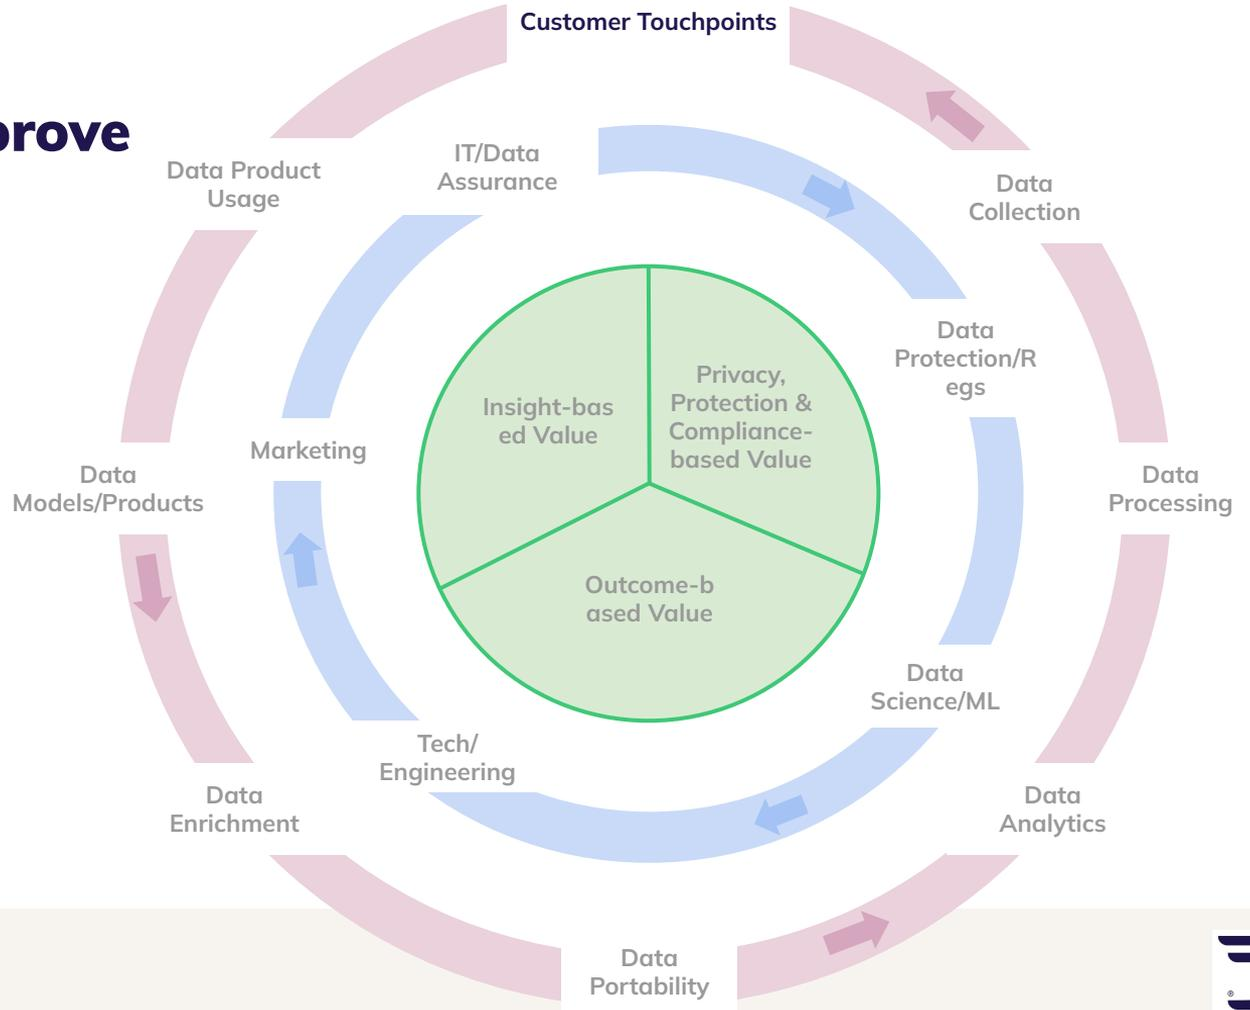 Customer Touchpoints
prove
IT/Data
Assurance
Data Product
Usage
Data
Collection
Data
Protection/R
egs
Privacy,
Protection &
Compliance-
based Value
Insight-bas
ed Value
Marketing
Data
Models/Products
Data
Processing
Outcome-b
ased Value
Data
Science/ML
Tech/
Engineering
Data
Enrichment
Data
Analytics
Data
Portability
®